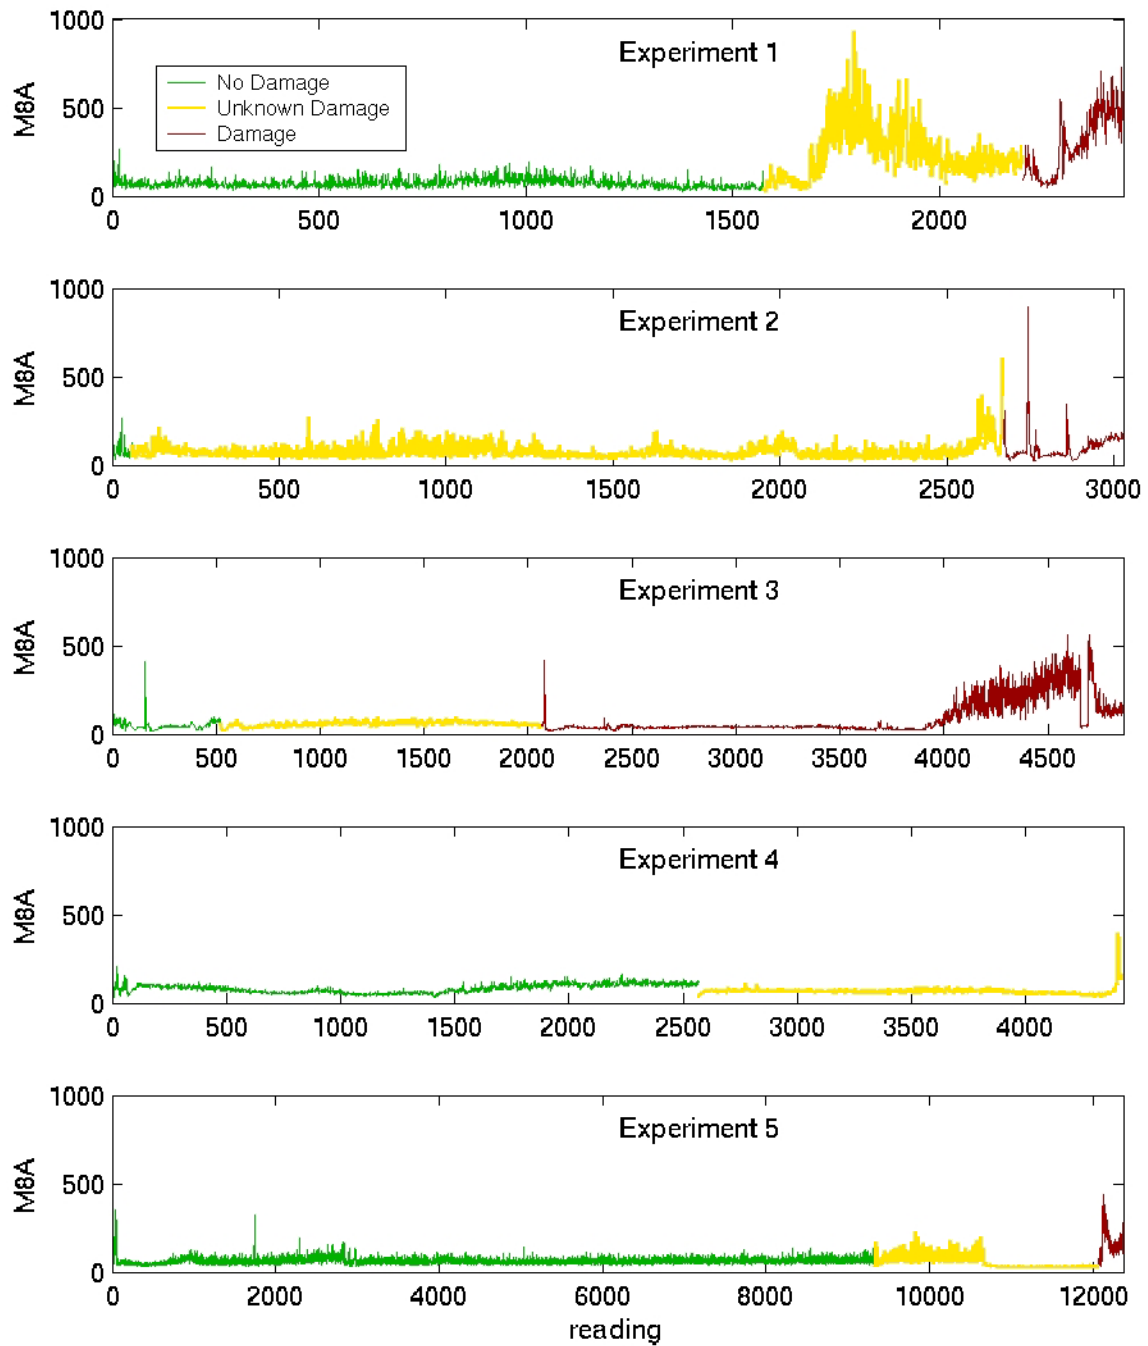 1000
Experiment 1
No Damage
Unknown Damage
Damage
M8A
500
0
0 500 1000 1500 2000
1000
Experiment 2
M8A
500
0
0 500 1000 1500 2000 2500 3000
1000
Experiment 3
M8A
500
0
0 500 1000 1500 2000 2500 3000 3500 4000 4500
1000
Experiment 4
M8A
500
0
0 500 1000 1500 2000 2500 3000 3500 4000
1000
Experiment 5
M8A
500
0
0 2000 4000 6000 8000 10000 12000
reading